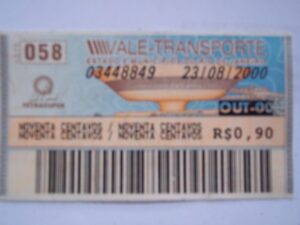 058
VALE-TRANSPORTE
03448849 23/08/2000
FETRANSPOR
OUT-00
NOVENTA CENTAVOS / NOVENTA CENTAVOS /
NOVENTA CENTAVOS / NOVENTA CENTAVOS
R$0,90